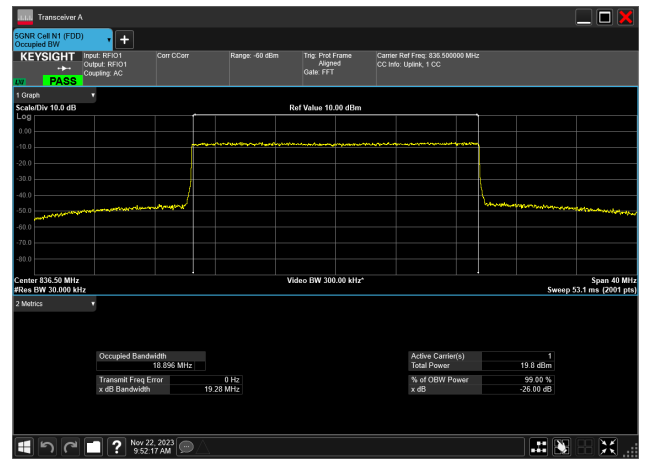 Transceiver A
5GNR Cell N1 (FDD)
Occupied BW
KEYSIGHT
Input: RFIO1
Output: RFIO1
Coupling: AC
Corr CCorr
Range: -60 dBm
Trig: Prot Frame
Aligned
Gate: FFT
Carrier Ref Freq: 836.500000 MHz
CC Info: Uplink, 1 CC
PASS
1 Graph
Scale/Div 10.0 dB
Ref Value 10.00 dBm
Log
0.00
-10.0
-20.0
-30.0
-40.0
-50.0
-60.0
-70.0
-80.0
Center 836.50 MHz
Video BW 300.00 kHz*
Span 40 MHz
#Res BW 30.000 kHz
Sweep 53.1 ms (2001 pts)
2 Metrics
Occupied Bandwidth
18.896 MHz
Active Carrier(s) 1
Total Power 19.8 dBm
Transmit Freq Error 0 Hz
x dB Bandwidth 19.28 MHz
% of OBW Power 99.00 %
x dB -26.00 dB
Nov 22, 2023
9:52:17 AM